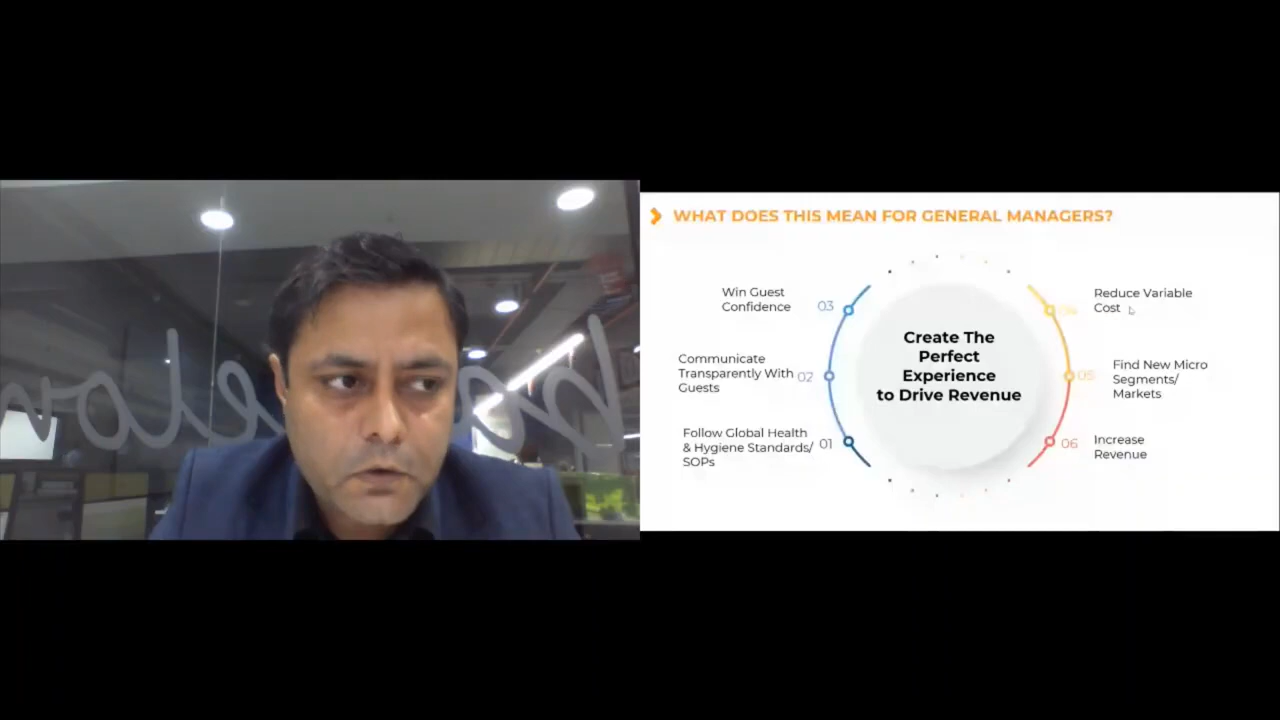 WHAT DOES THIS MEAN FOR GENERAL MANAGERS?
Win Guest
Confidence
03
Communicate
Transparently With
Guests
02
Follow Global Health
& Hygiene Standards/
SOPs
01
Create The
Perfect
Experience
to Drive Revenue
Reduce Variable
Cost
05
Find New Micro
Segments/
Markets
06
Increase
Revenue